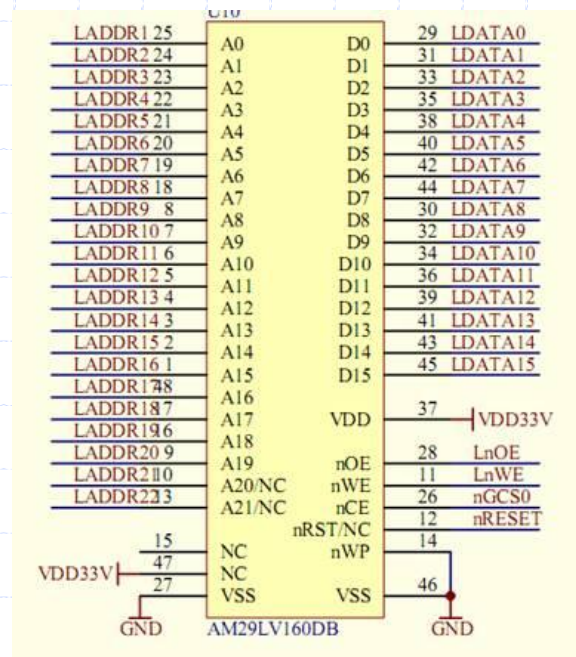 U10
LADDR1 25 A0 D0 29 LDATA0
LADDR2 24 A1 D1 31 LDATA1
LADDR3 23 A2 D2 33 LDATA2
LADDR4 22 A3 D3 35 LDATA3
LADDR5 21 A4 D4 38 LDATA4
LADDR6 20 A5 D5 40 LDATA5
LADDR7 19 A6 D6 42 LDATA6
LADDR8 18 A7 D7 44 LDATA7
LADDR9 8 A8 D8 30 LDATA8
LADDR10 7 A9 D9 32 LDATA9
LADDR11 6 A10 D10 34 LDATA10
LADDR12 5 A11 D11 36 LDATA11
LADDR13 4 A12 D12 39 LDATA12
LADDR14 3 A13 D13 41 LDATA13
LADDR15 2 A14 D14 43 LDATA14
LADDR16 1 A15 D15 45 LDATA15
LADDR17 48 A16
LADDR18 17 A17 VDD 37 VDD33V
LADDR19 16 A18
LADDR20 9 A19 nOE 28 LnOE
LADDR21 10 A20/NC nWE 11 LnWE
LADDR22 13 A21/NC nCE 26 nGCS0
nRST/NC 12 nRESET
15 NC nWP 14
VDD33V 47 NC
27 VSS VSS 46
GND AM29LV160DB GND